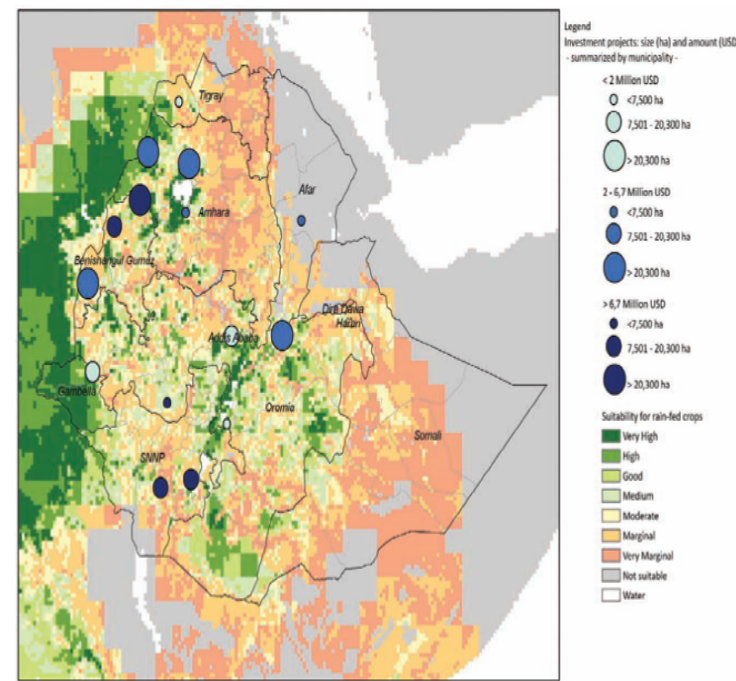 Legend
Investment projects: size (ha) and amount (USD
- summarized by municipality -
< 2 Million USD
<7,500 ha
7,501 - 20,300 ha
> 20,300 ha
2 - 6,7 Million USD
<7,500 ha
7,501 - 20,300 ha
> 20,300 ha
> 6,7 Million USD
<7,500 ha
7,501 - 20,300 ha
> 20,300 ha
Suitability for rain-fed crops
Very High
High
Good
Medium
Moderate
Marginal
Very Marginal
Not suitable
Water
Tigray
Afar
Amhara
Benishangul Gumuz
Dire Dawa
Harari
Addis Ababa
Gambella
Oromia
Somali
SNNP